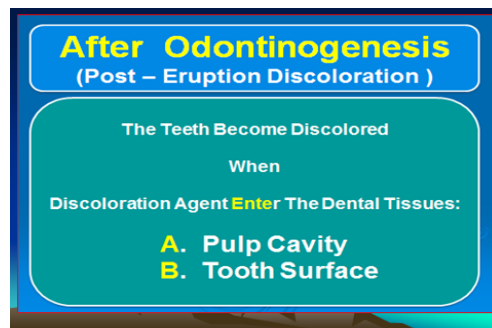 After Odontinogenesis
(Post – Eruption Discoloration )
The Teeth Become Discolored
When
Discoloration Agent Enter The Dental Tissues:
A. Pulp Cavity
B. Tooth Surface